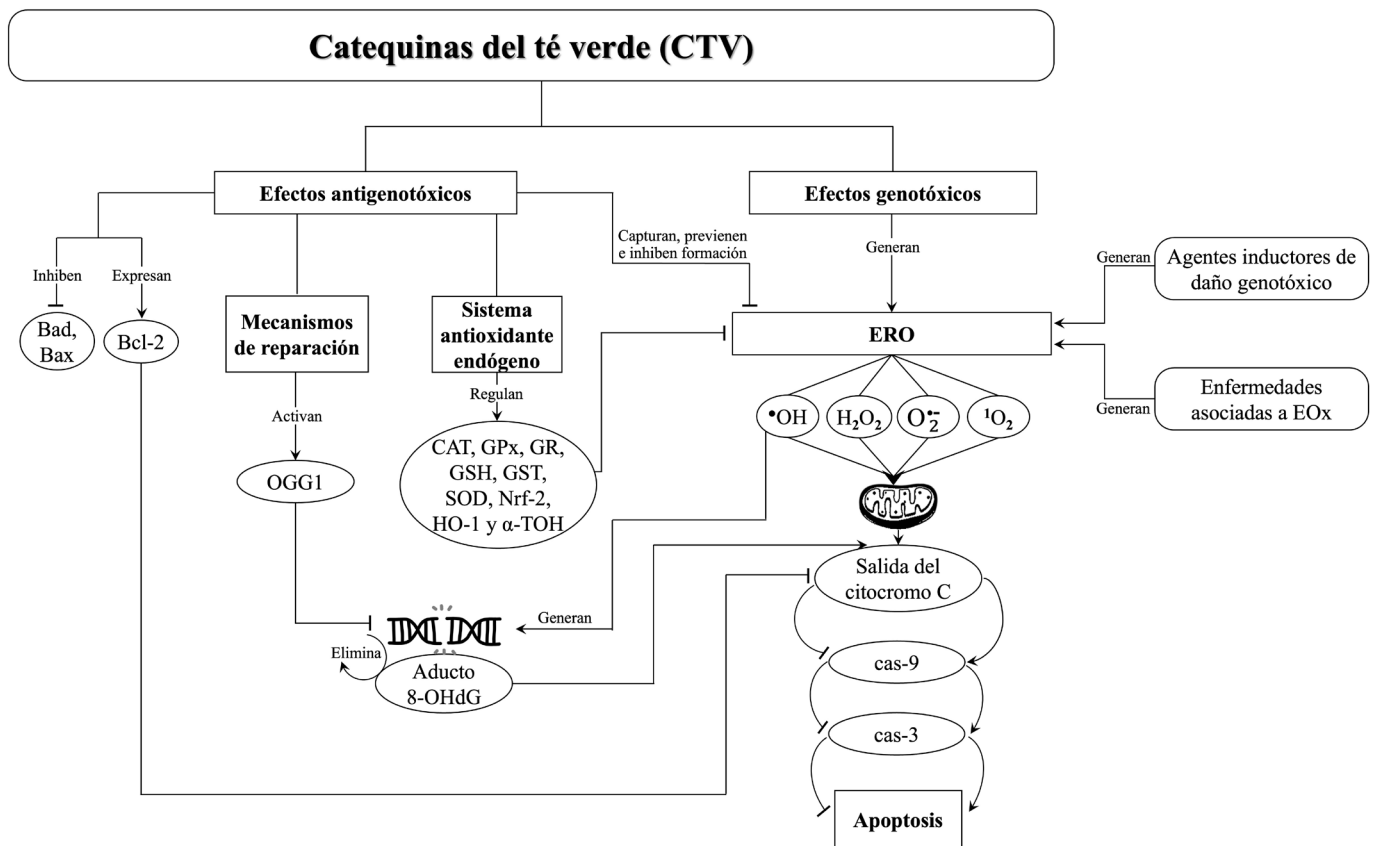 Catequinas del té verde (CTV)
Efectos antigenotóxicos
Efectos genotóxicos
Capturan, previenen
e inhiben formación
Generan
Generan
Agentes inductores de
daño genotóxico
Inhiben
Expresan
Bad,
Bax
Bcl-2
Mecanismos
de reparación
Sistema
antioxidante
endógeno
ERO
Generan
Enfermedades
asociadas a EOx
Activan
Regulan
•OH
H₂O₂
O₂•-
¹O₂
OGG1
CAT, GPx, GR,
GSH, GST,
SOD, Nrf-2,
HO-1 y α-TOH
Salida del
citocromo C
Generan
Elimina
Aducto
8-OHdG
cas-9
cas-3
Apoptosis